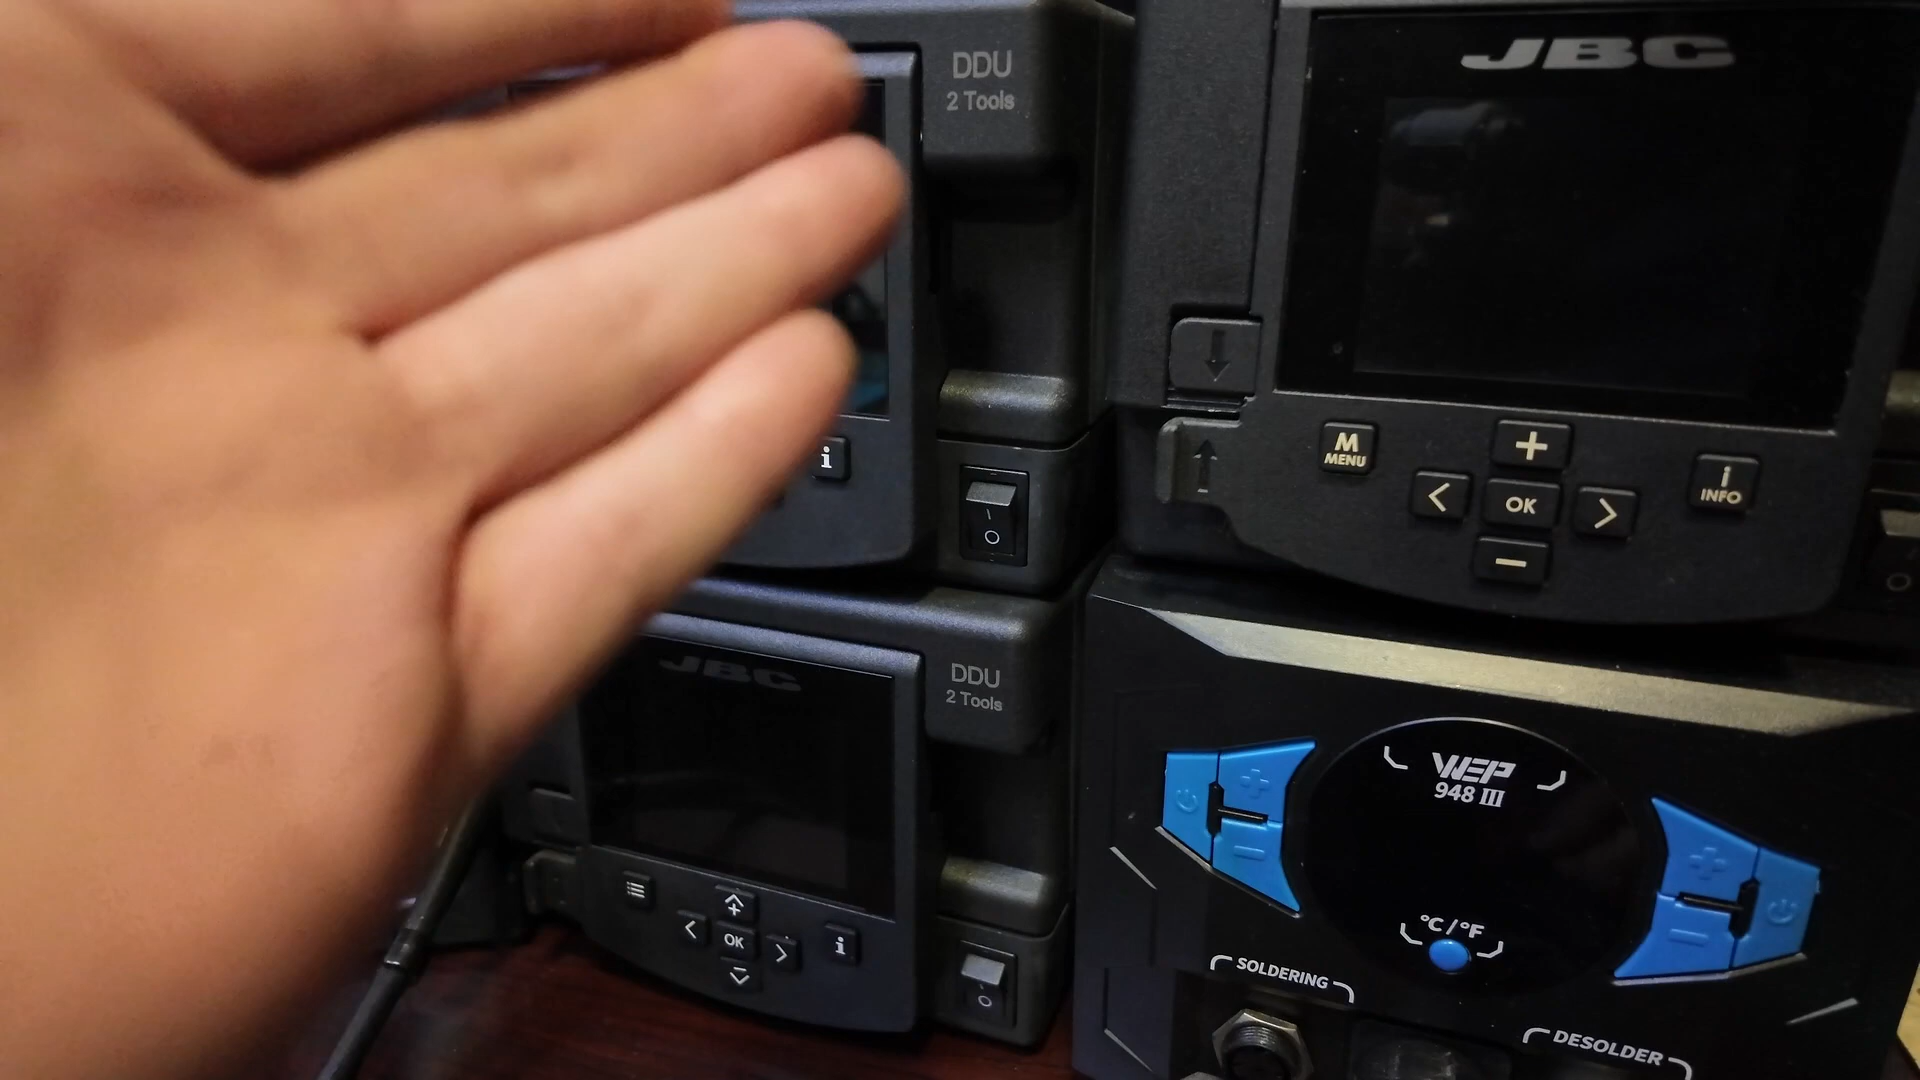 DDU
2 Tools
i
JBC
M
MENU
+
<
OK
>
i
INFO
−
JBC
DDU
2 Tools
<
OK
>
i
WEP
948 III
°C/°F
SOLDERING
DESOLDER